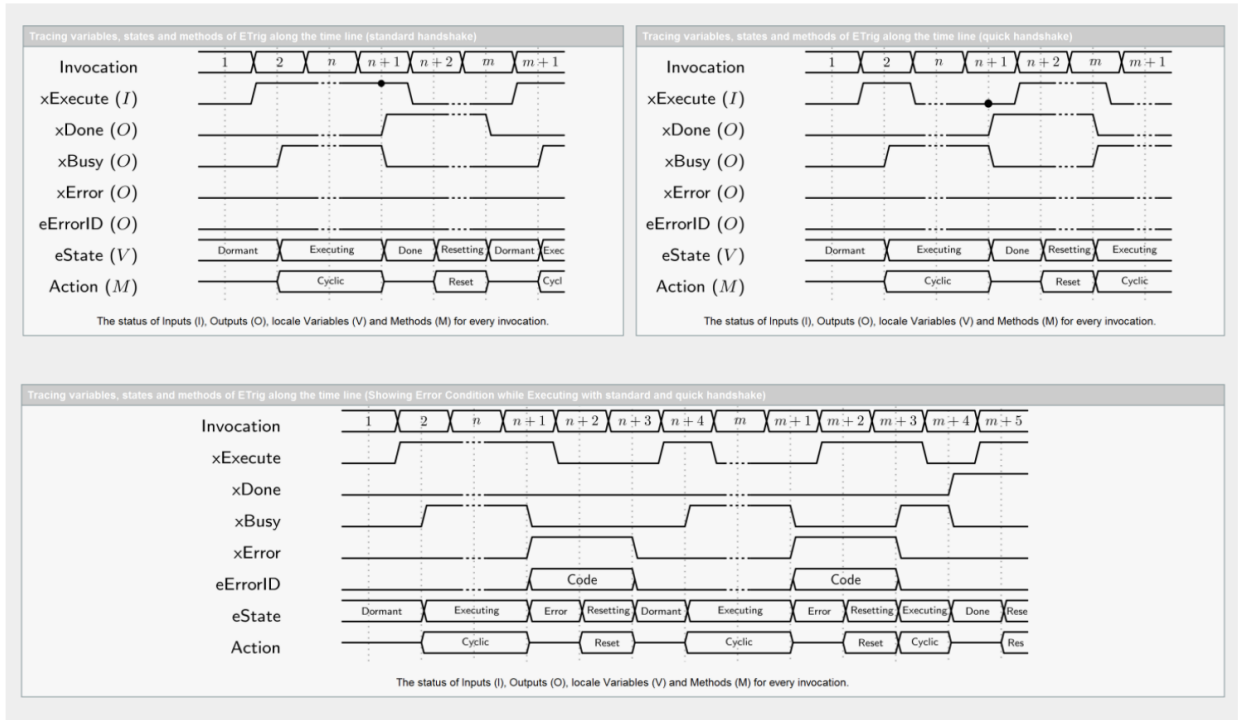 Tracing variables, states and methods of ETrig along the time line (standard handshake)
Invocation 1 2 n n + 1 n + 2 m m + 1
xExecute (I)
xDone (O)
xBusy (O)
xError (O)
eErrorID (O)
eState (V) Dormant Executing Done Resetting Dormant Exec
Action (M) Cyclic Reset Cycl
The status of Inputs (I), Outputs (O), locale Variables (V) and Methods (M) for every invocation.
Tracing variables, states and methods of ETrig along the time line (quick handshake)
Invocation 1 2 n n + 1 n + 2 m m + 1
xExecute (I)
xDone (O)
xBusy (O)
xError (O)
eErrorID (O)
eState (V) Dormant Executing Done Resetting Executing
Action (M) Cyclic Reset Cyclic
The status of Inputs (I), Outputs (O), locale Variables (V) and Methods (M) for every invocation.
Tracing variables, states and methods of ETrig along the time line (Showing Error Condition while Executing with standard and quick handshake)
Invocation 1 2 n n + 1 n + 2 n + 3 n + 4 m m + 1 m + 2 m + 3 m + 4 m + 5
xExecute
xDone
xBusy
xError
eErrorID Code Code
eState Dormant Executing Error Resetting Dormant Executing Error Resetting Executing Done Rese
Action Cyclic Reset Cyclic Reset Cyclic Res
The status of Inputs (I), Outputs (O), locale Variables (V) and Methods (M) for every invocation.